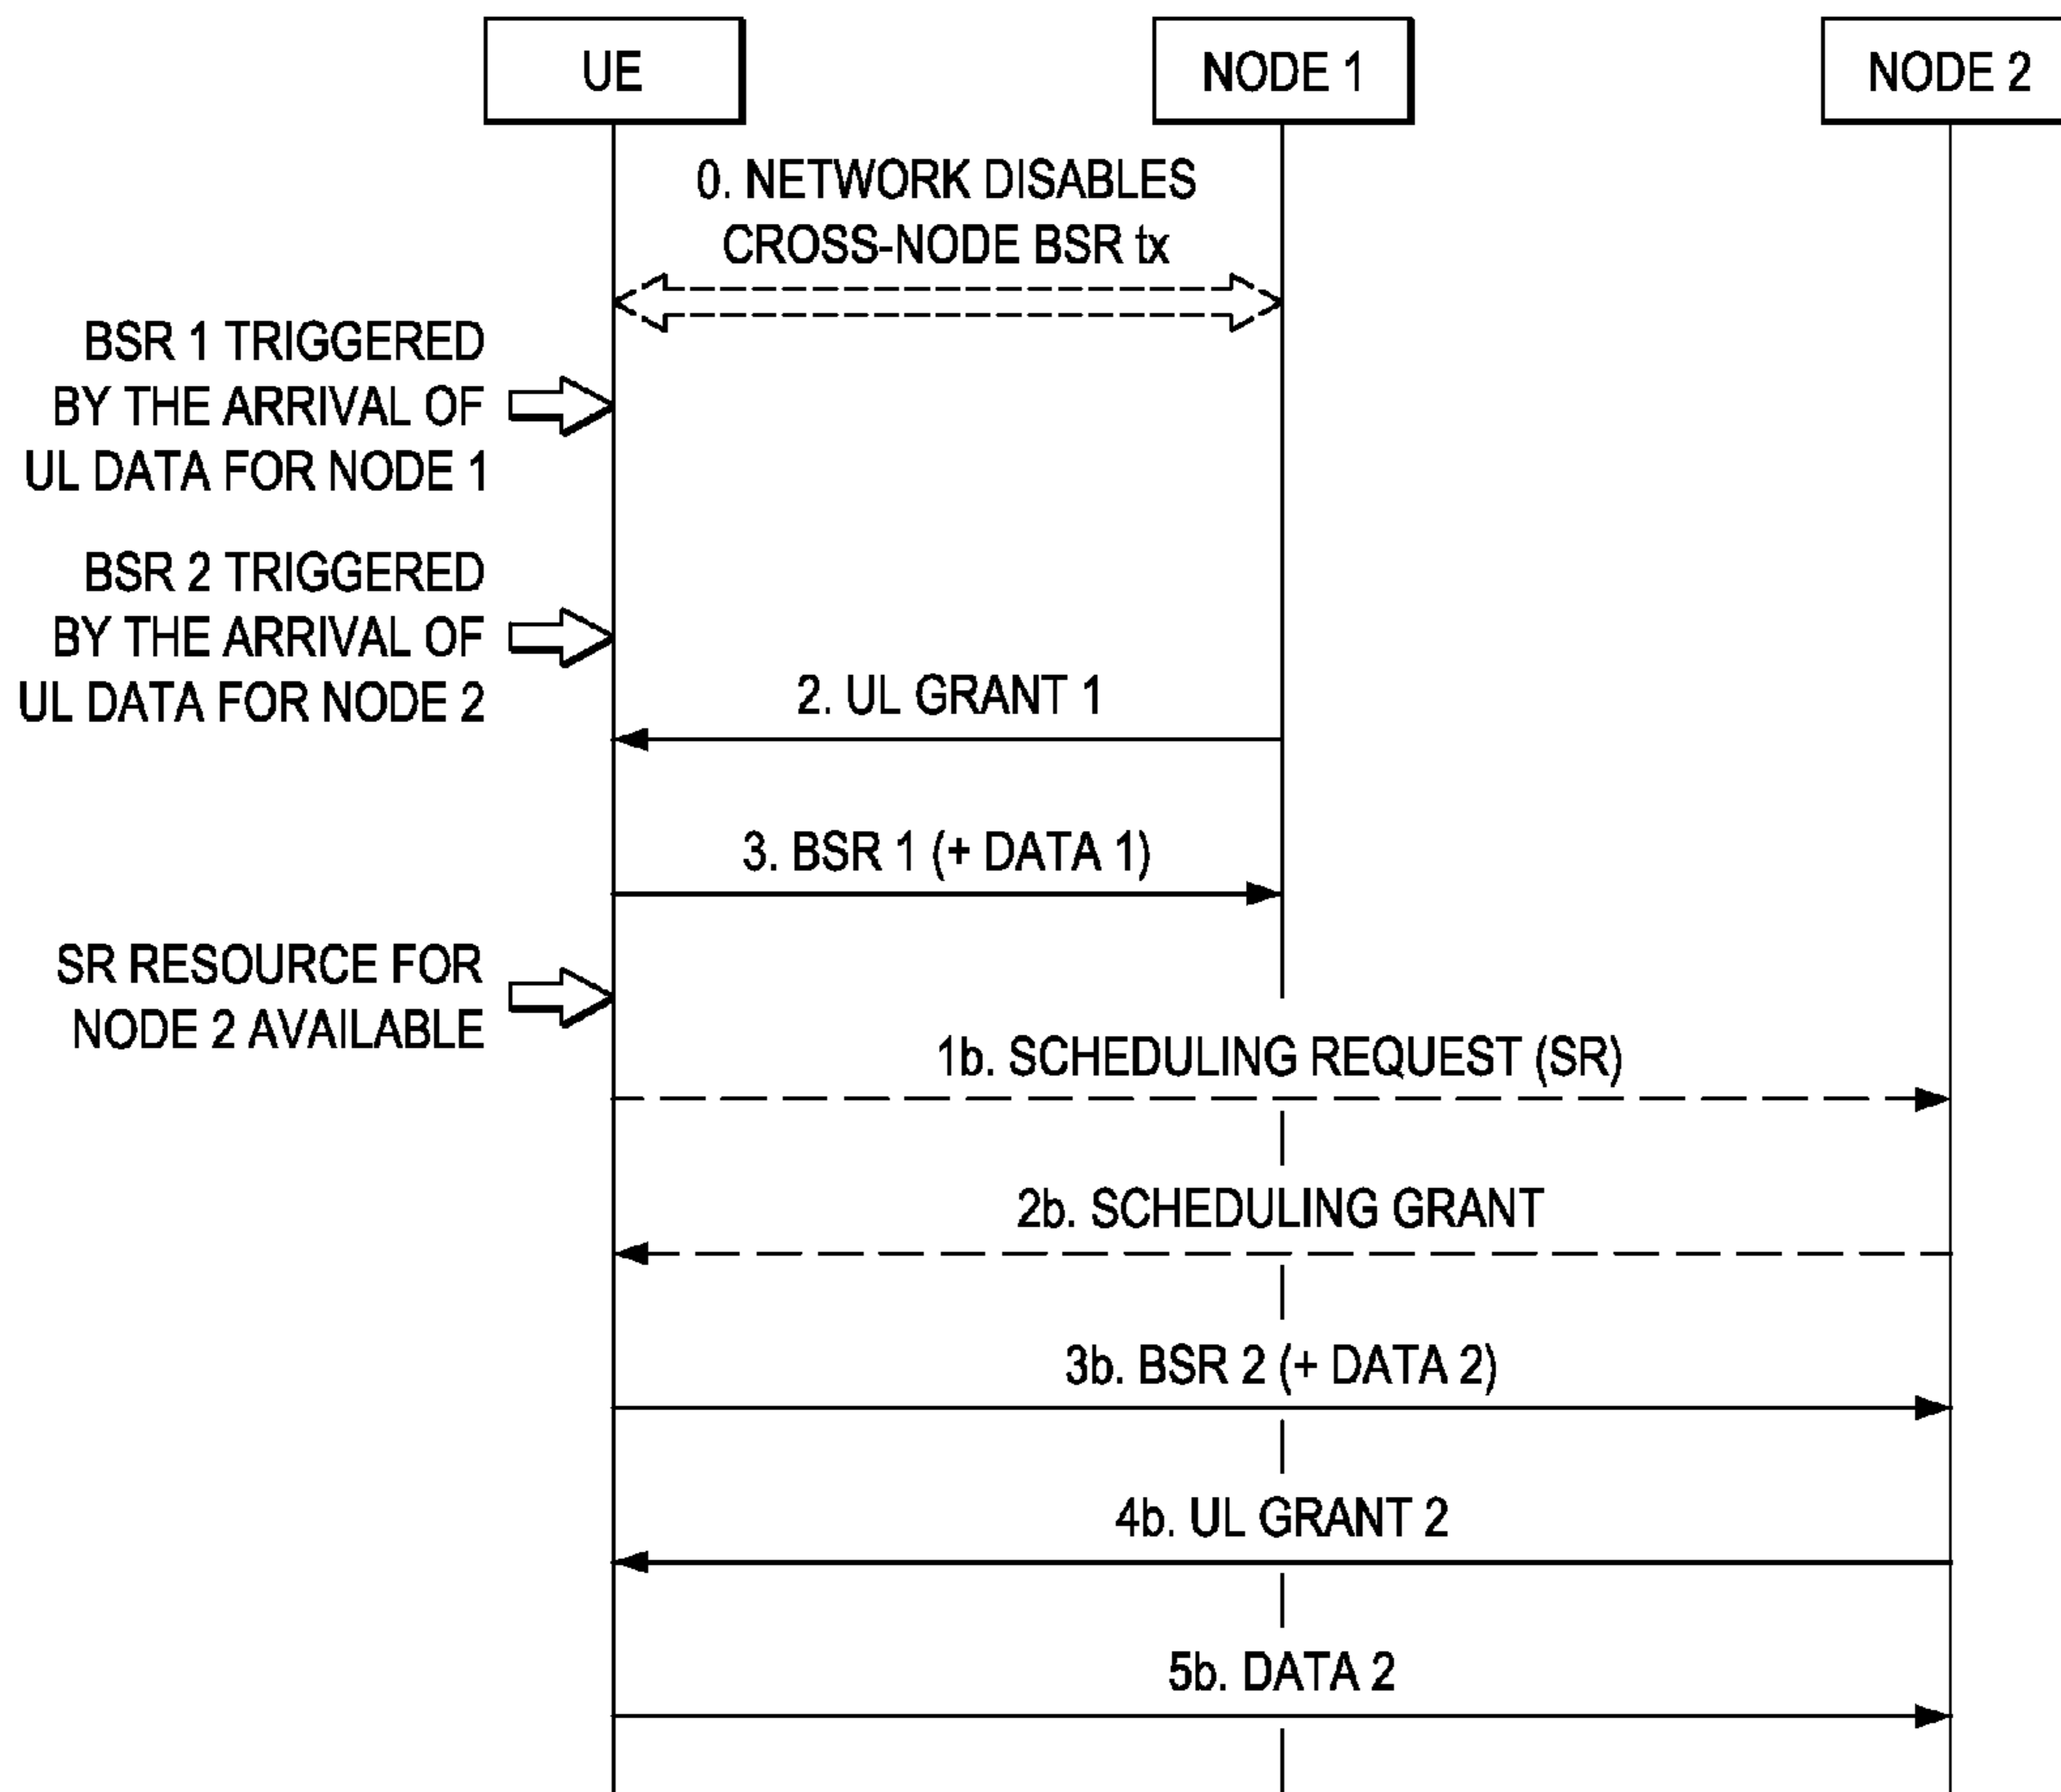 UE
NODE 1
NODE 2
0. NETWORK DISABLES
CROSS-NODE BSR tx
BSR 1 TRIGGERED
BY THE ARRIVAL OF
UL DATA FOR NODE 1
BSR 2 TRIGGERED
BY THE ARRIVAL OF
UL DATA FOR NODE 2
2. UL GRANT 1
3. BSR 1 (+ DATA 1)
SR RESOURCE FOR
NODE 2 AVAILABLE
1b. SCHEDULING REQUEST (SR)
2b. SCHEDULING GRANT
3b. BSR 2 (+ DATA 2)
4b. UL GRANT 2
5b. DATA 2